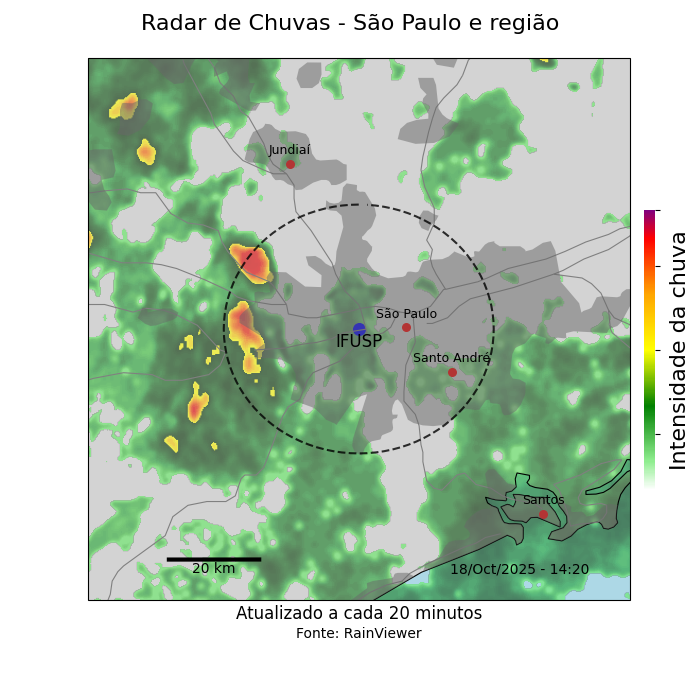 Radar de Chuvas - São Paulo e região
Jundiaí
São Paulo
IFUSP
Santo André
Intensidade da chuva
Santos
20 km
18/Oct/2025 - 14:20
Atualizado a cada 20 minutos
Fonte: RainViewer